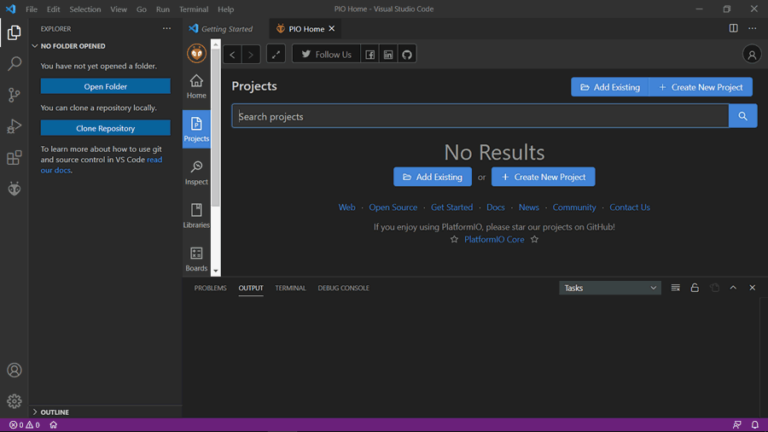 File Edit Selection View Go Run Terminal Help
PIO Home - Visual Studio Code
EXPLORER
NO FOLDER OPENED
You have not yet opened a folder.
Open Folder
You can clone a repository locally.
Clone Repository
To learn more about how to use git
and source control in VS Code read
our docs.
OUTLINE
Getting Started
PIO Home
Follow Us
Home
Projects
Inspect
Libraries
Boards
Projects
Add Existing
Create New Project
Search projects
No Results
Add Existing or Create New Project
Web · Open Source · Get Started · Docs · News · Community · Contact Us
If you enjoy using PlatformIO, please star our projects on GitHub!
PlatformIO Core
PROBLEMS OUTPUT TERMINAL DEBUG CONSOLE
Tasks
0 0